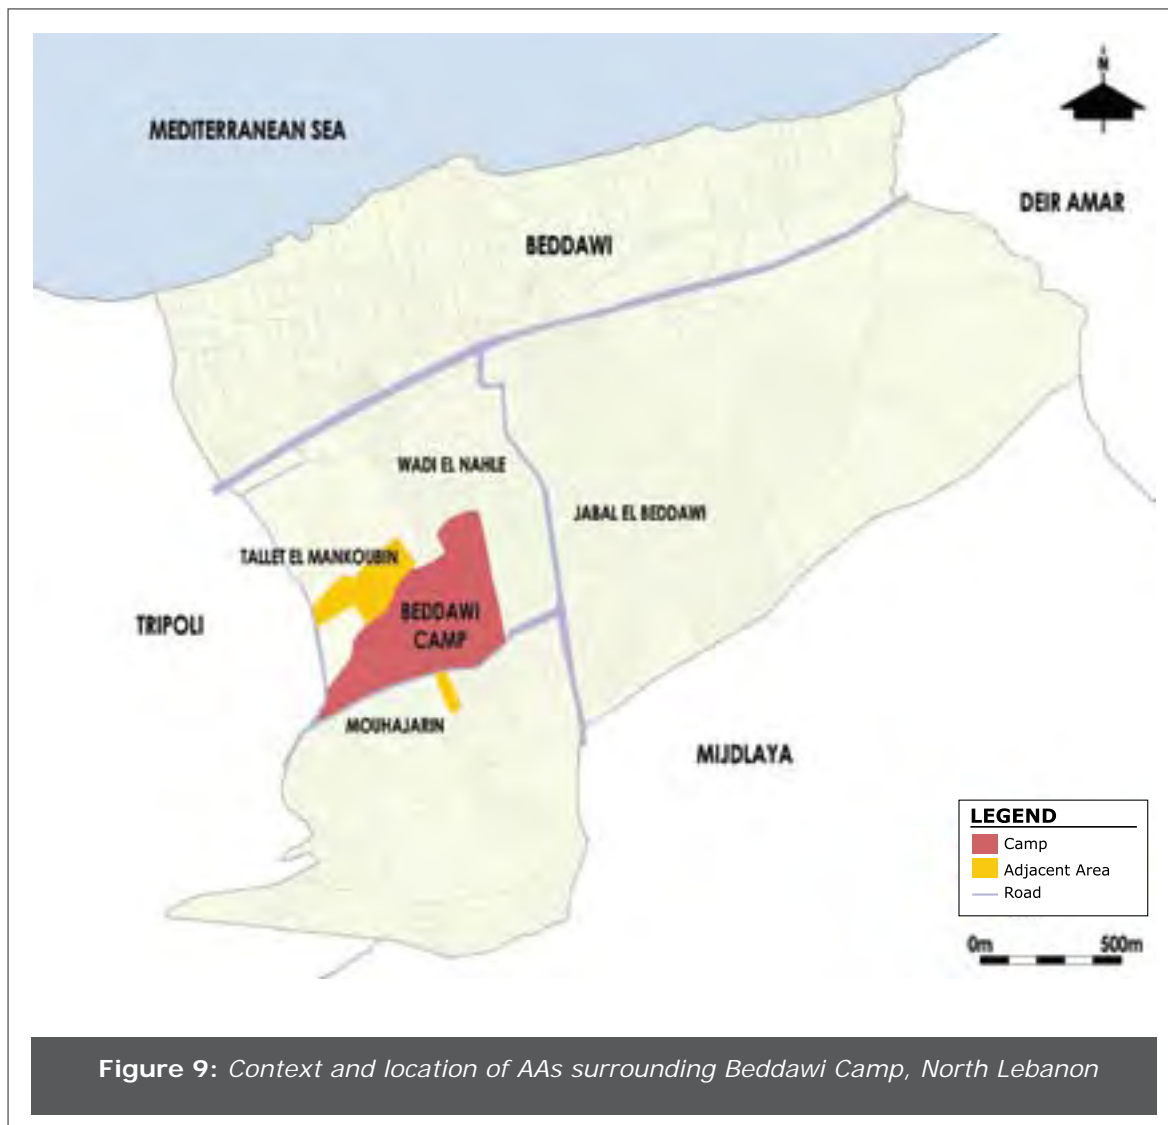 MEDITERRANEAN SEA
N
DEIR AMAR
BEDDAWI
WADI EL NAHLE
JABAL EL BEDDAWI
TALLET EL MANKOUBIN
TRIPOLI
BEDDAWI
CAMP
MOUHAJARIN
MIJDLAYA
LEGEND
Camp
Adjacent Area
Road
0m 500m
Figure 9: Context and location of AAs surrounding Beddawi Camp, North Lebanon